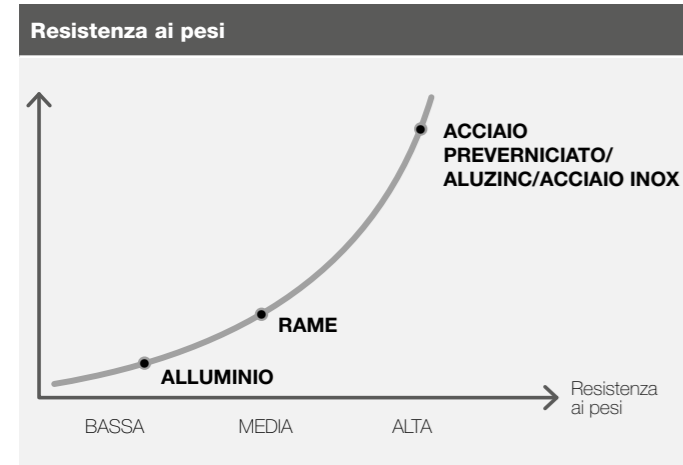 Resistenza ai pesi
ACCIAIO
PREVERNICIATO/
ALUZINC/ACCIAIO INOX
RAME
ALLUMINIO
Resistenza
ai pesi
BASSA MEDIA ALTA